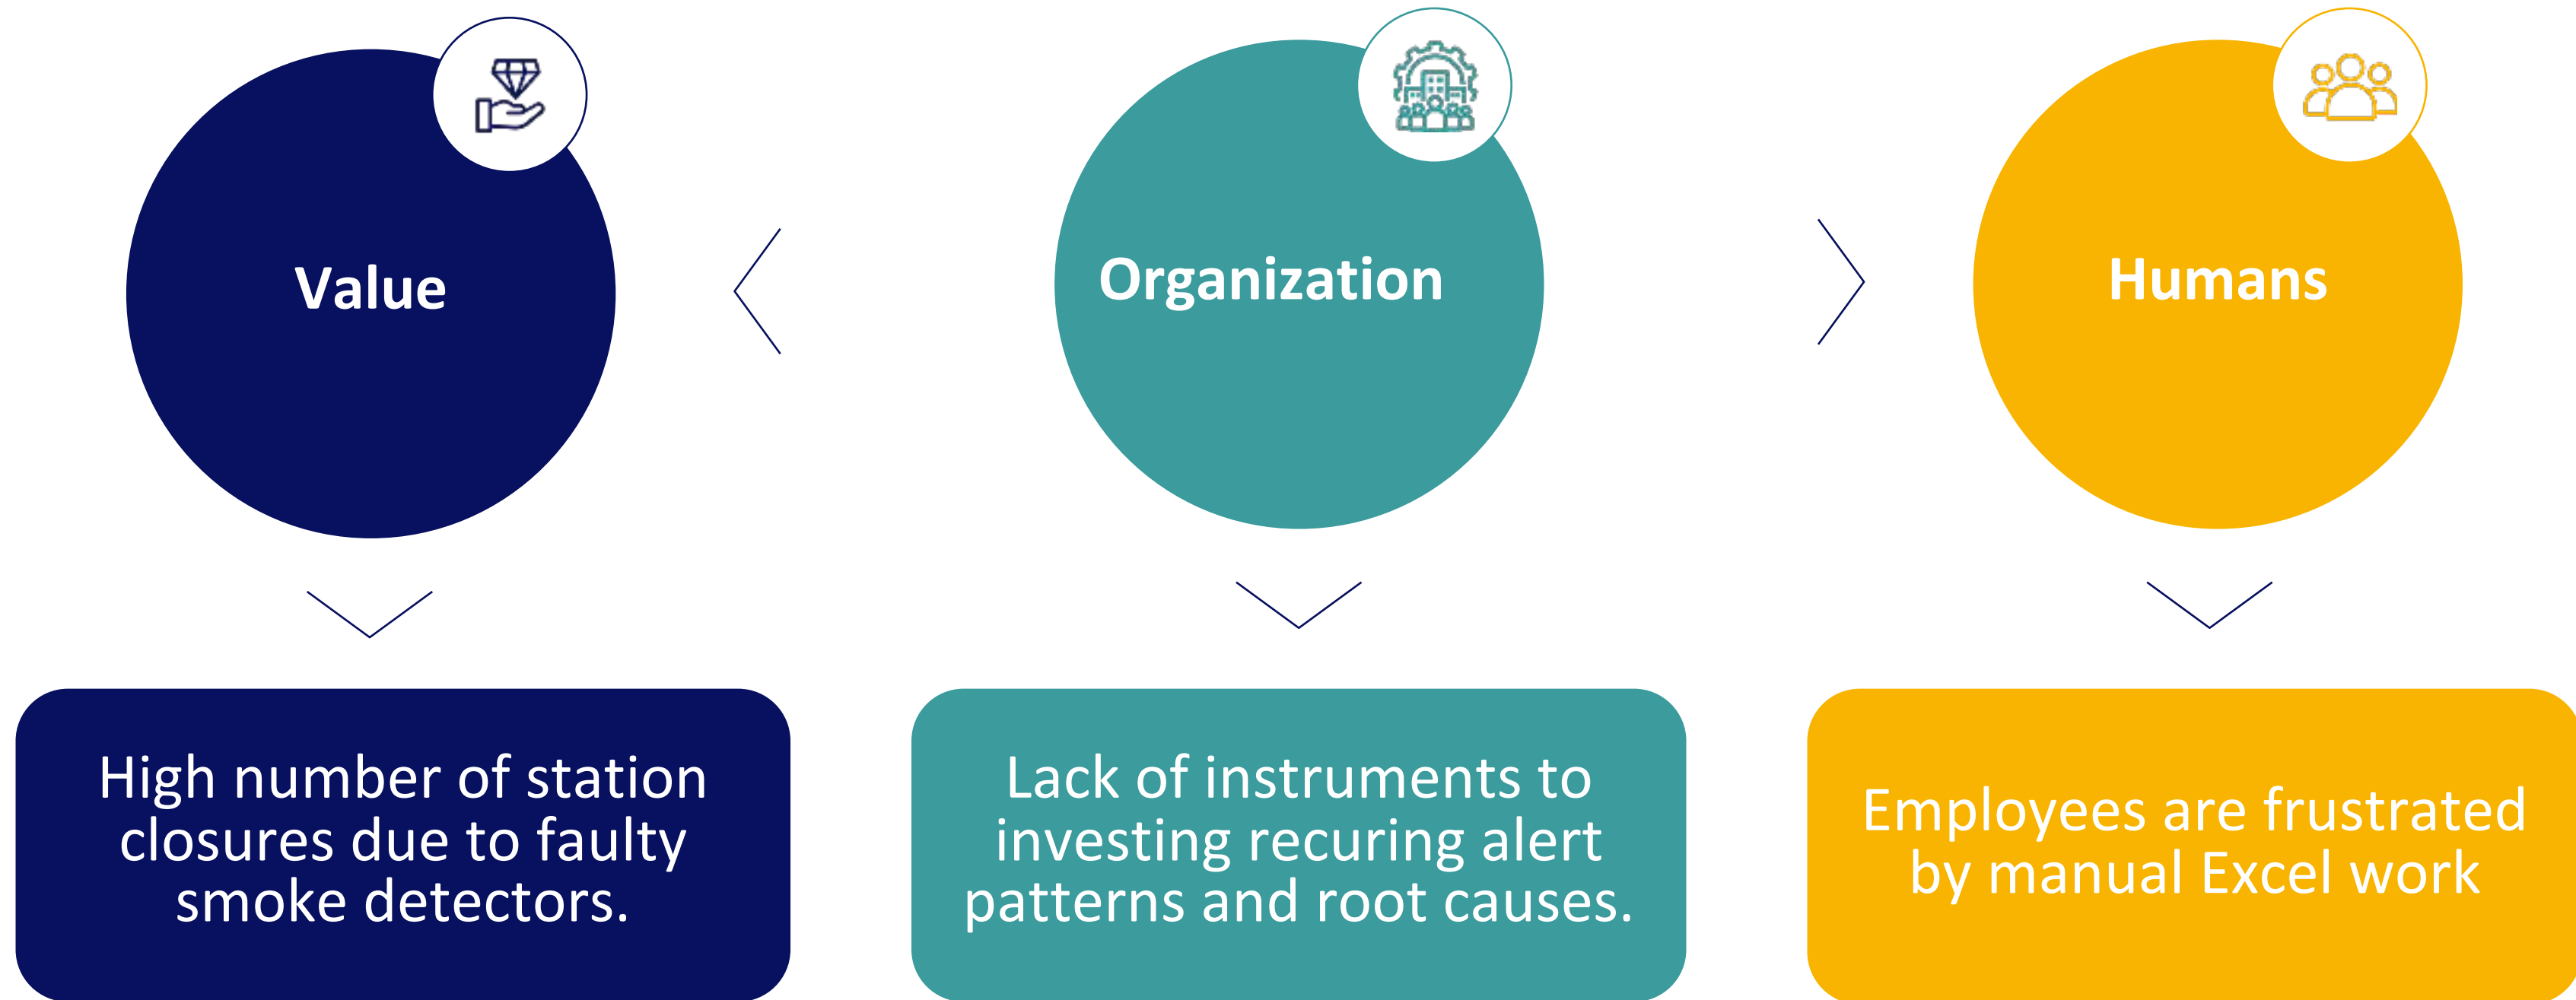 Value
Organization
Humans
High number of station
closures due to faulty
smoke detectors.
Lack of instruments to
investing recuring alert
patterns and root causes.
Employees are frustrated
by manual Excel work